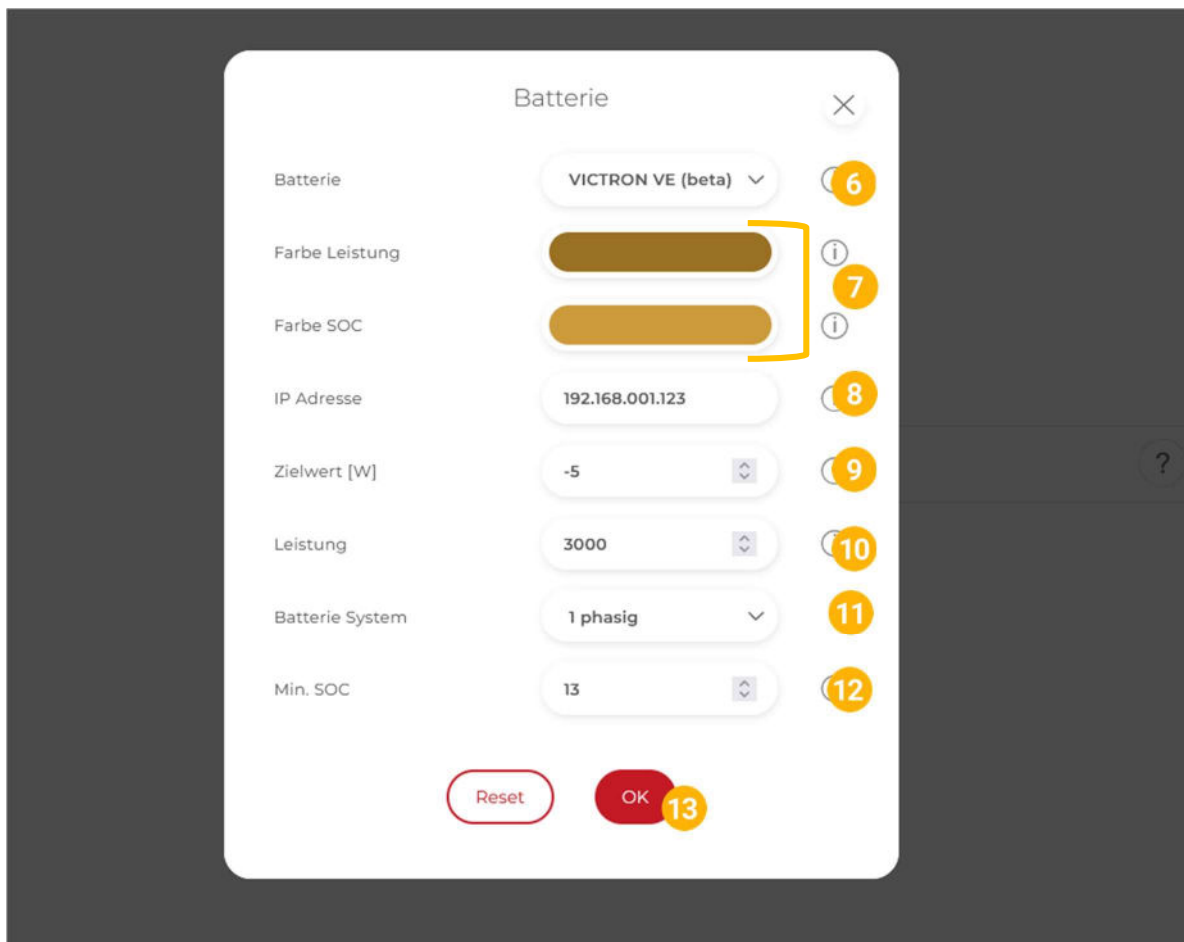 Batterie
Batterie VICTRON VE (beta) 6
Farbe Leistung i
7
Farbe SOC i
IP Adresse 192.168.001.123 8
Zielwert [W] -5 9
Leistung 3000 10
Batterie System 1 phasig 11
Min. SOC 13 12
Reset OK 13
?